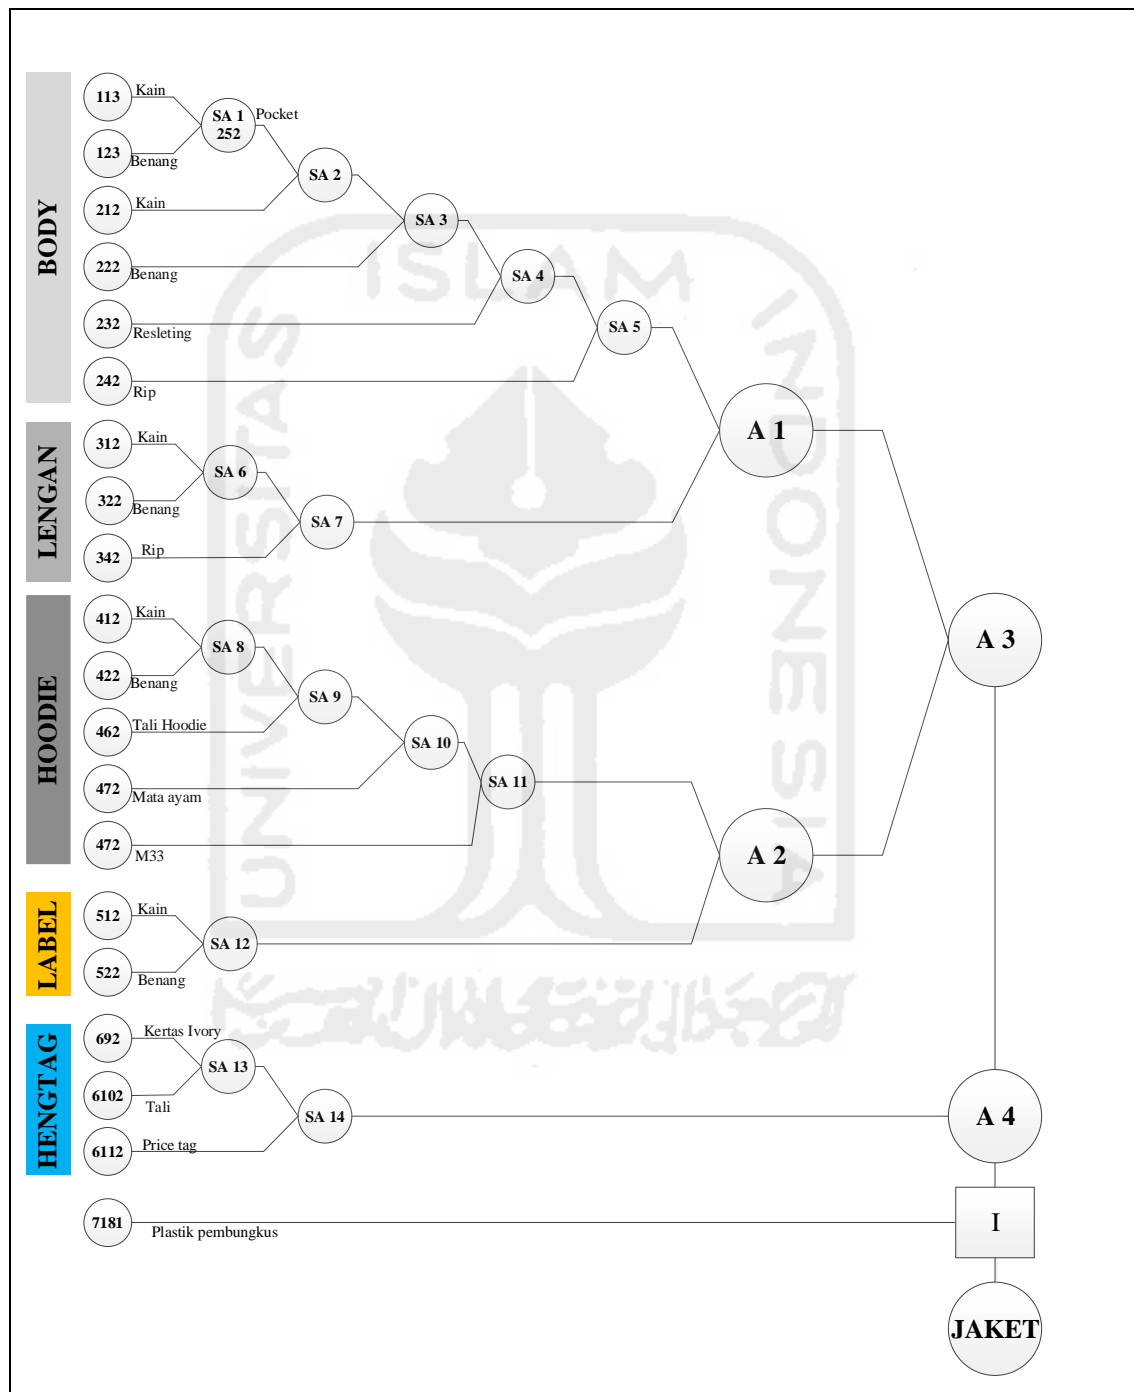 BODY
113
Kain
123
Benang
SA 1
252
Pocket
212
Kain
SA 2
222
Benang
SA 3
232
Resleting
SA 4
242
Rip
SA 5
LENGAN
312
Kain
322
Benang
SA 6
342
Rip
SA 7
A 1
HOODIE
412
Kain
422
Benang
SA 8
462
Tali Hoodie
SA 9
472
Mata ayam
SA 10
472
M33
SA 11
LABEL
512
Kain
522
Benang
SA 12
A 2
A 3
HENGTAG
692
Kertas Ivory
6102
Tali
SA 13
6112
Price tag
SA 14
A 4
7181
Plastik pembungkus
I
JAKET
UNIVERSITAS
ISLAM
INDONESIA